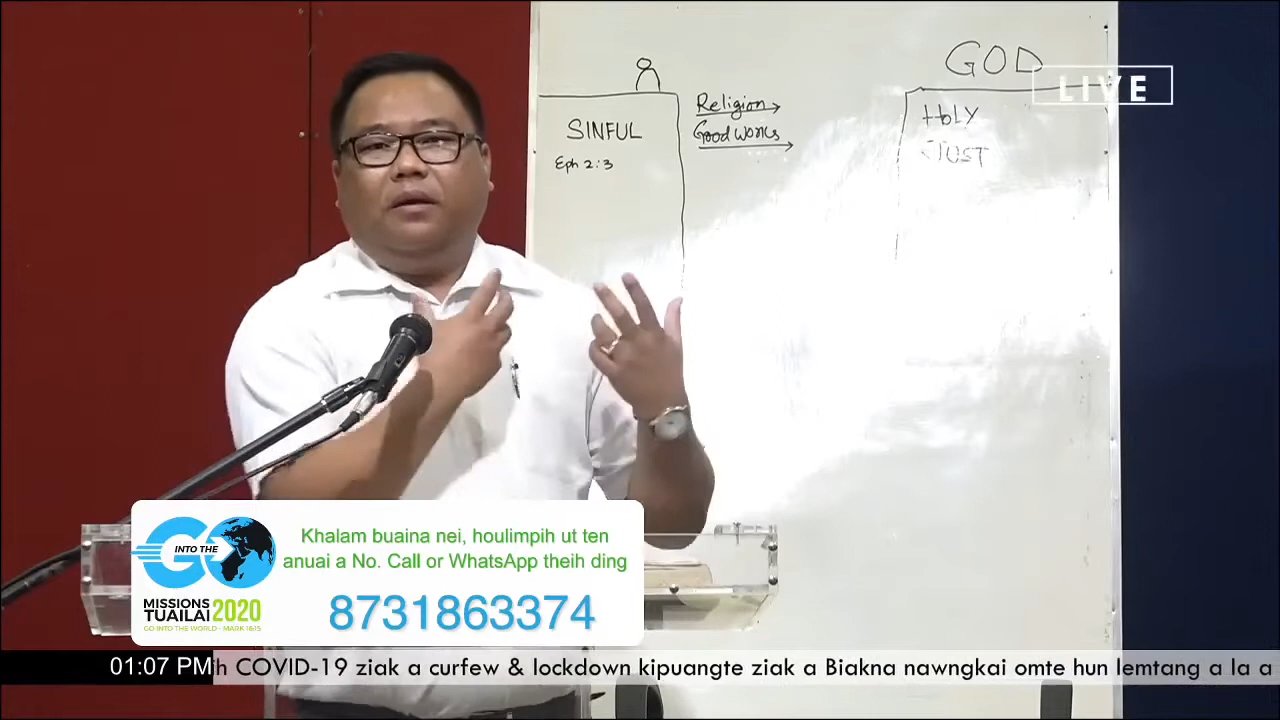 GOD
LIVE
Religion
Good works
HOLY
JUST
SINFUL
Eph 2:3
GO
INTO THE
MISSIONS
TUAILAI 2020
GO INTO THE WORLD - MARK 16:15
Khalam buaina nei, houlimpih ut ten
anuai a No. Call or WhatsApp theih ding
8731863374
01:07 PM
h COVID-19 ziak a curfew & lockdown kipuangte ziak a Biakna nawngkai omte hun lemtang a la a